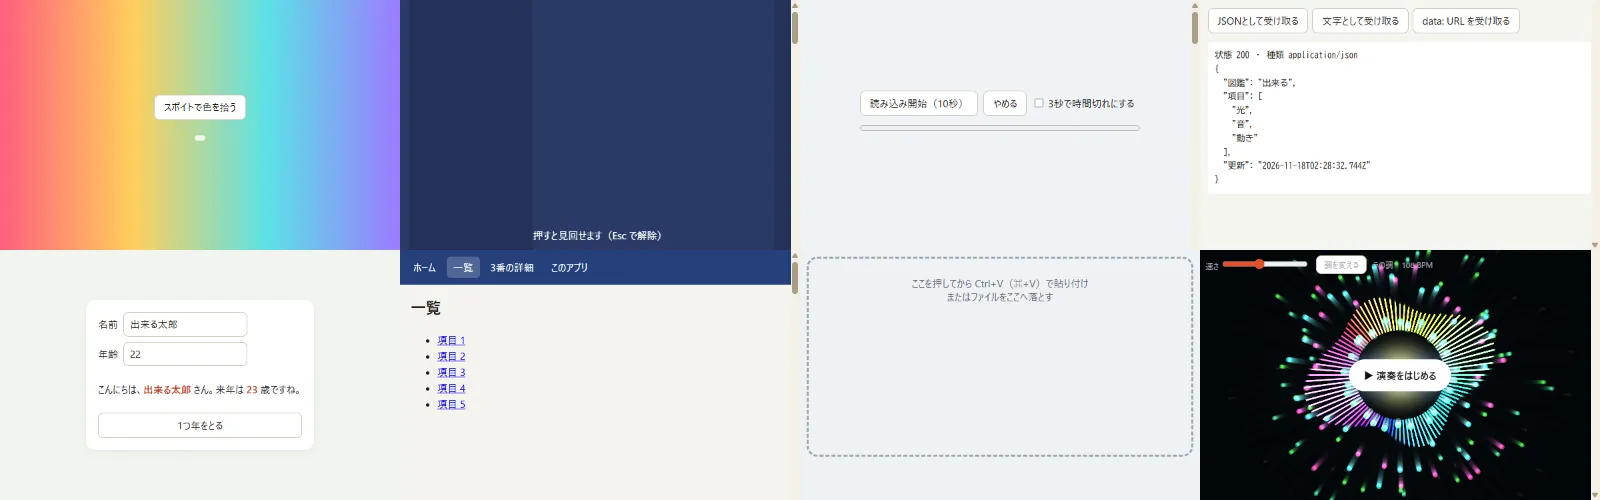 スポイトで色を拾う
押すと見回せます（Esc で解除）
読み込み開始（10秒）
やめる
3秒で時間切れにする
JSONとして受け取る
文字として受け取る
data: URL を受け取る
状態 200 ・ 種類 application/json
{
"図鑑": "出来る",
"項目": [
"光",
"音",
"動き"
],
"更新": "2026-11-18T02:28:32.744Z"
}
名前 出来る太郎
年齢 22
こんにちは、出来る太郎 さん。来年は 23 歳ですね。
1つ年をとる
ホーム 一覧 3番の詳細 このアプリ
一覧
項目 1
項目 2
項目 3
項目 4
項目 5
ここを押してから Ctrl+V（⌘+V）で貼り付け
またはファイルをここへ落とす
速さ
調を変える
108 BPM
▶ 演奏をはじめる